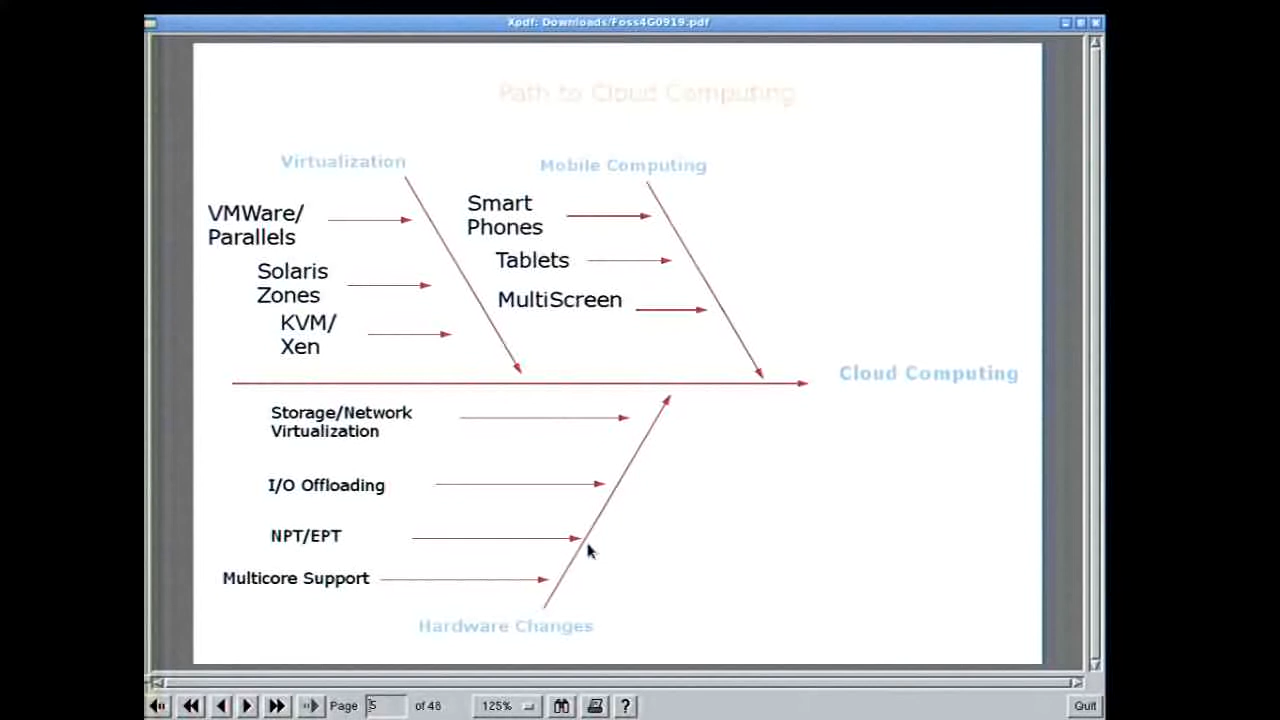 Xpdf: Downloads/Foss4G0919.pdf
Path to Cloud Computing
Virtualization
Mobile Computing
VMWare/
Parallels
Solaris
Zones
KVM/
Xen
Smart
Phones
Tablets
MultiScreen
Cloud Computing
Storage/Network
Virtualization
I/O Offloading
NPT/EPT
Multicore Support
Hardware Changes
Page 5 of 48 125% ? Quit